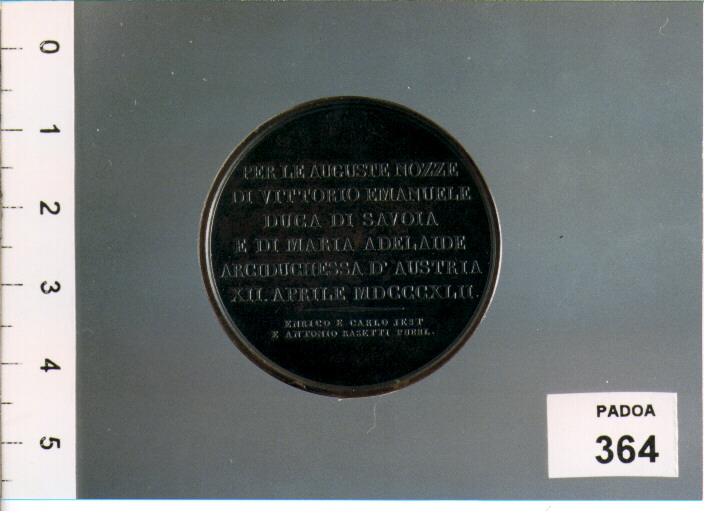 PER LE AUGUSTE NOZZE
DI VITTORIO EMANUELE
DUCA DI SAVOIA
E DI MARIA ADELAIDE
ARCIDUCHESSA D' AUSTRIA
XII. APRILE MDCCCXLII.
ENRICO E CARLO JEST
E ANTONIO RAZETTI PUBBL.
0
1
2
3
4
5
PADOA
364